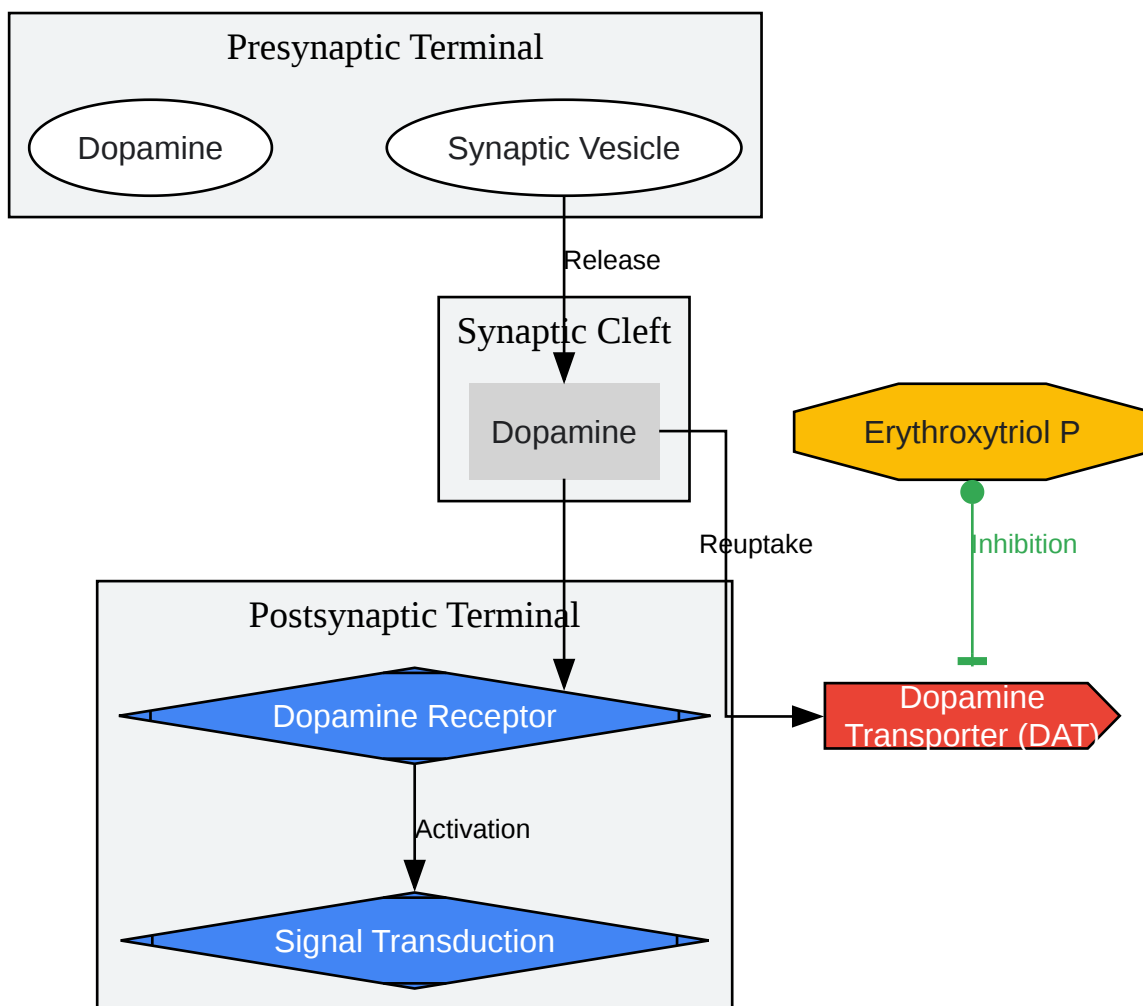 Presynaptic Terminal
Dopamine
Synaptic Vesicle
Release
Synaptic Cleft
Dopamine
Erythroxytriol P
Reuptake
Inhibition
Postsynaptic Terminal
Dopamine Receptor
Dopamine
Transporter (DAT)
Activation
Signal Transduction